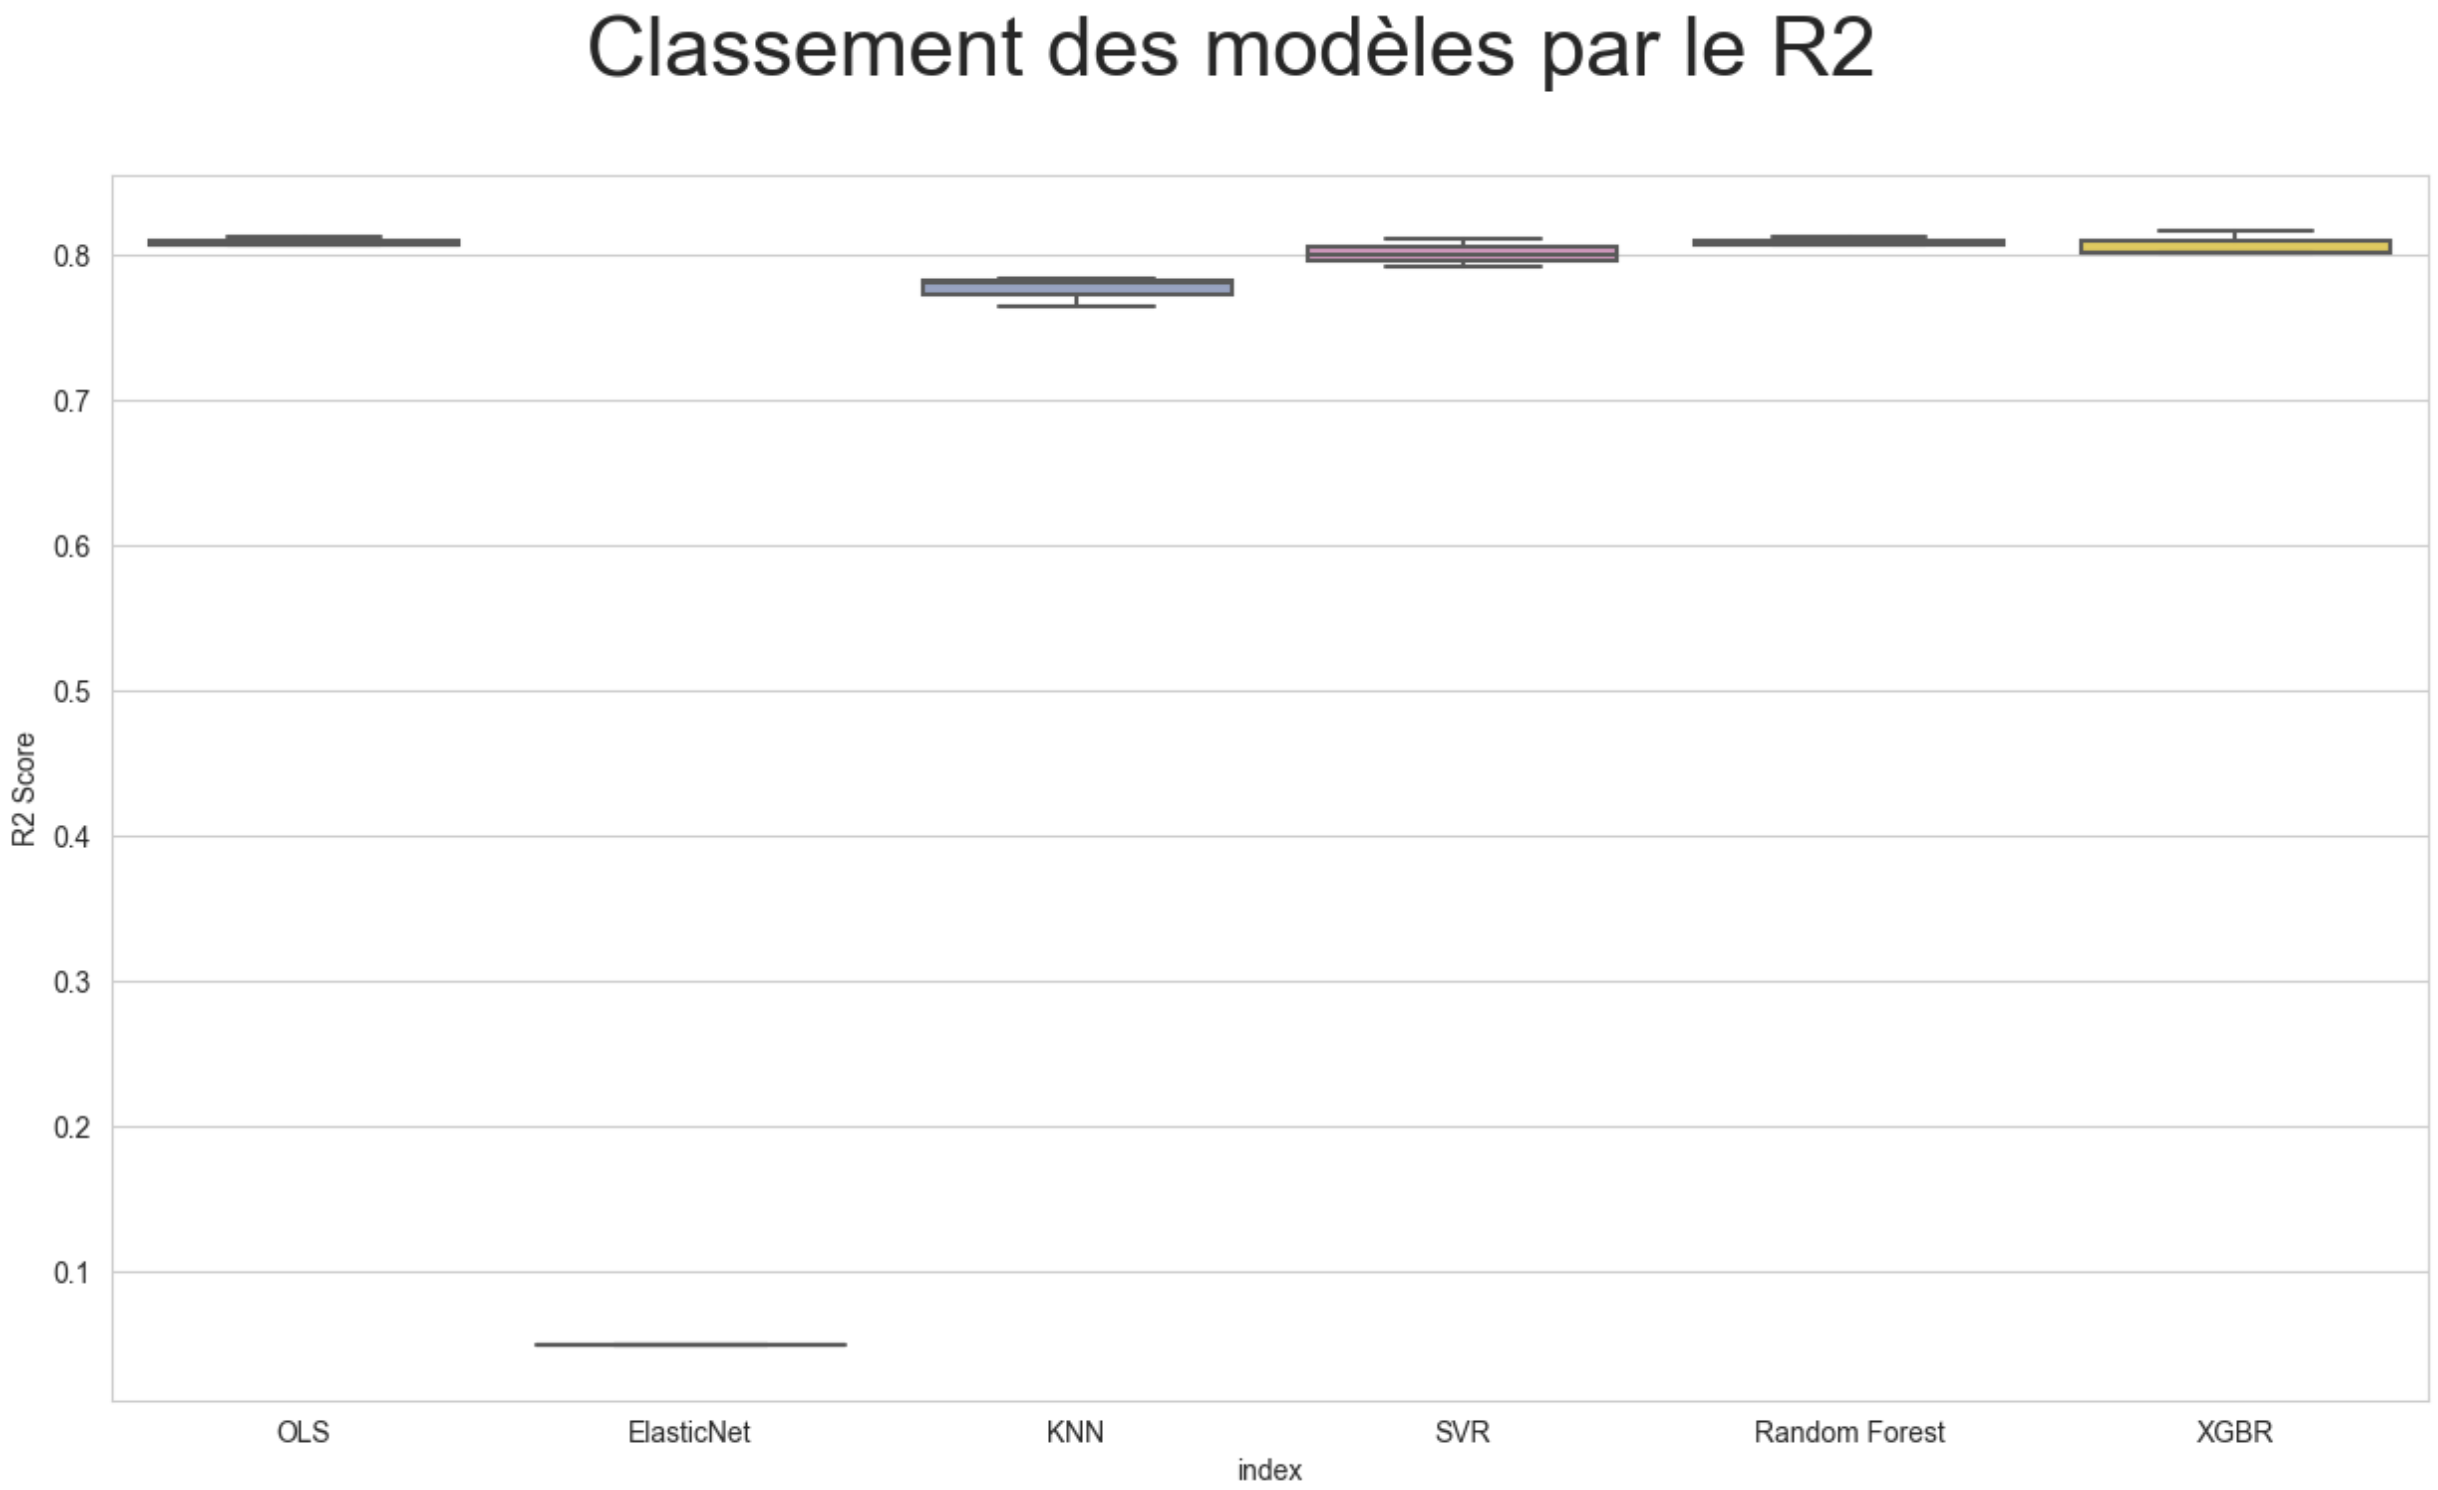 Classement des modèles par le R2
R2 Score
0.8
0.7
0.6
0.5
0.4
0.3
0.2
0.1
OLS ElasticNet KNN SVR Random Forest XGBR
index